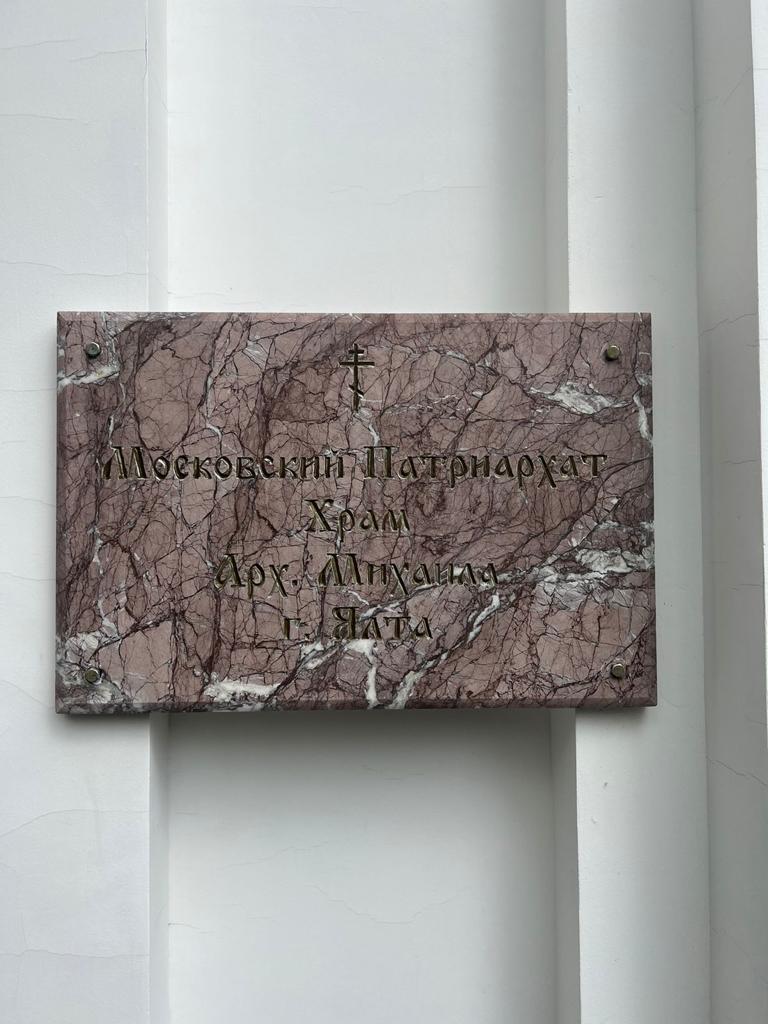 Московский Патриархат
Храм
Арх. Михаила
г. Ялта